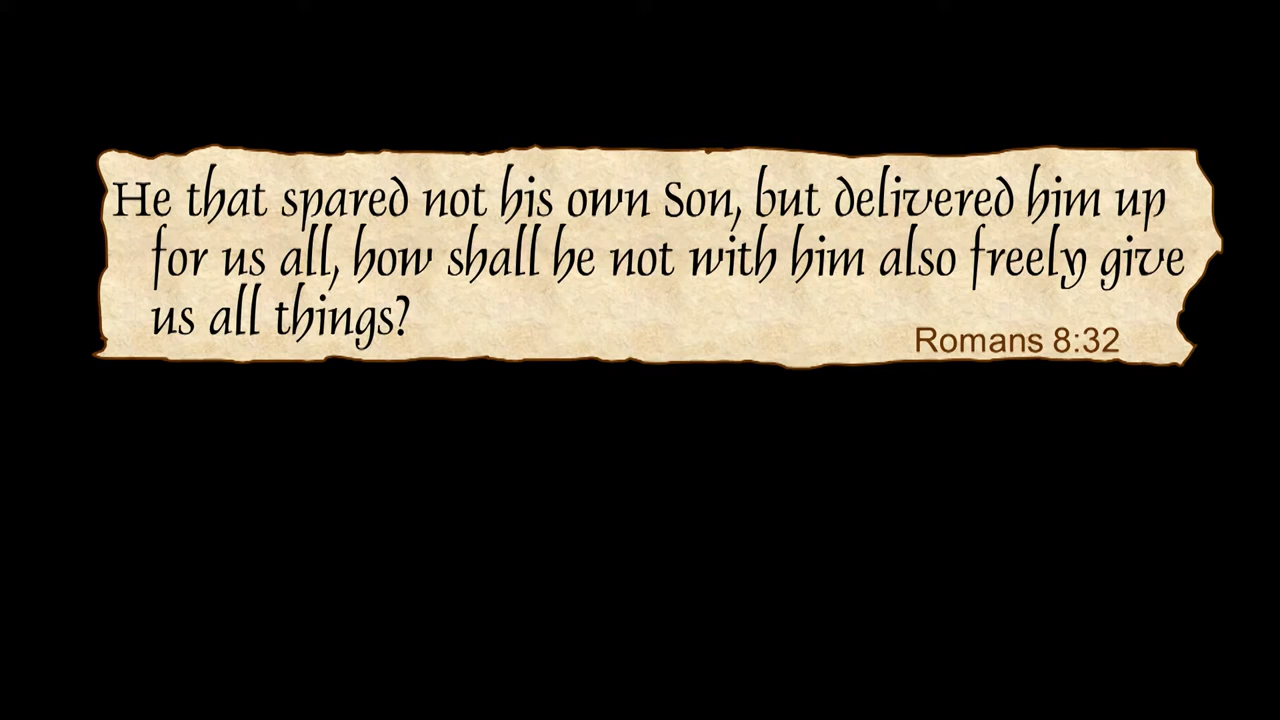 He that spared not his own Son, but delivered him up
for us all, how shall he not with him also freely give
us all things?
Romans 8:32